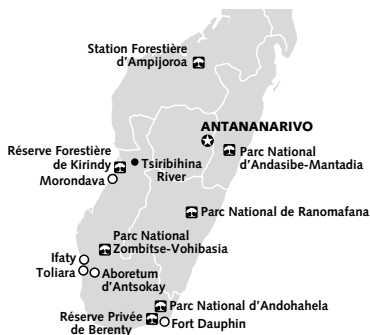 Station Forestière
d'Ampijoroa
ANTANANARIVO
Parc National
d'Andasibe-Mantadia
Réserve Forestière
de Kirindy
Tsiribihina
River
Morondava
Parc National de Ranomafana
Parc National
Zombitse-Vohibasia
Ifaty
Toliara
Aboretum
d'Antsokay
Parc National d'Andohahela
Réserve Privée
de Berenty
Fort Dauphin